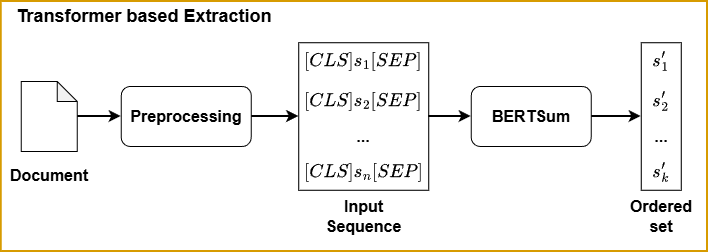 Transformer based Extraction
Document
Preprocessing
[CLS]s₁[SEP]
[CLS]s₂[SEP]
...
[CLS]sₙ[SEP]
Input
Sequence
BERTSum
s′₁
s′₂
...
s′ₖ
Ordered
set